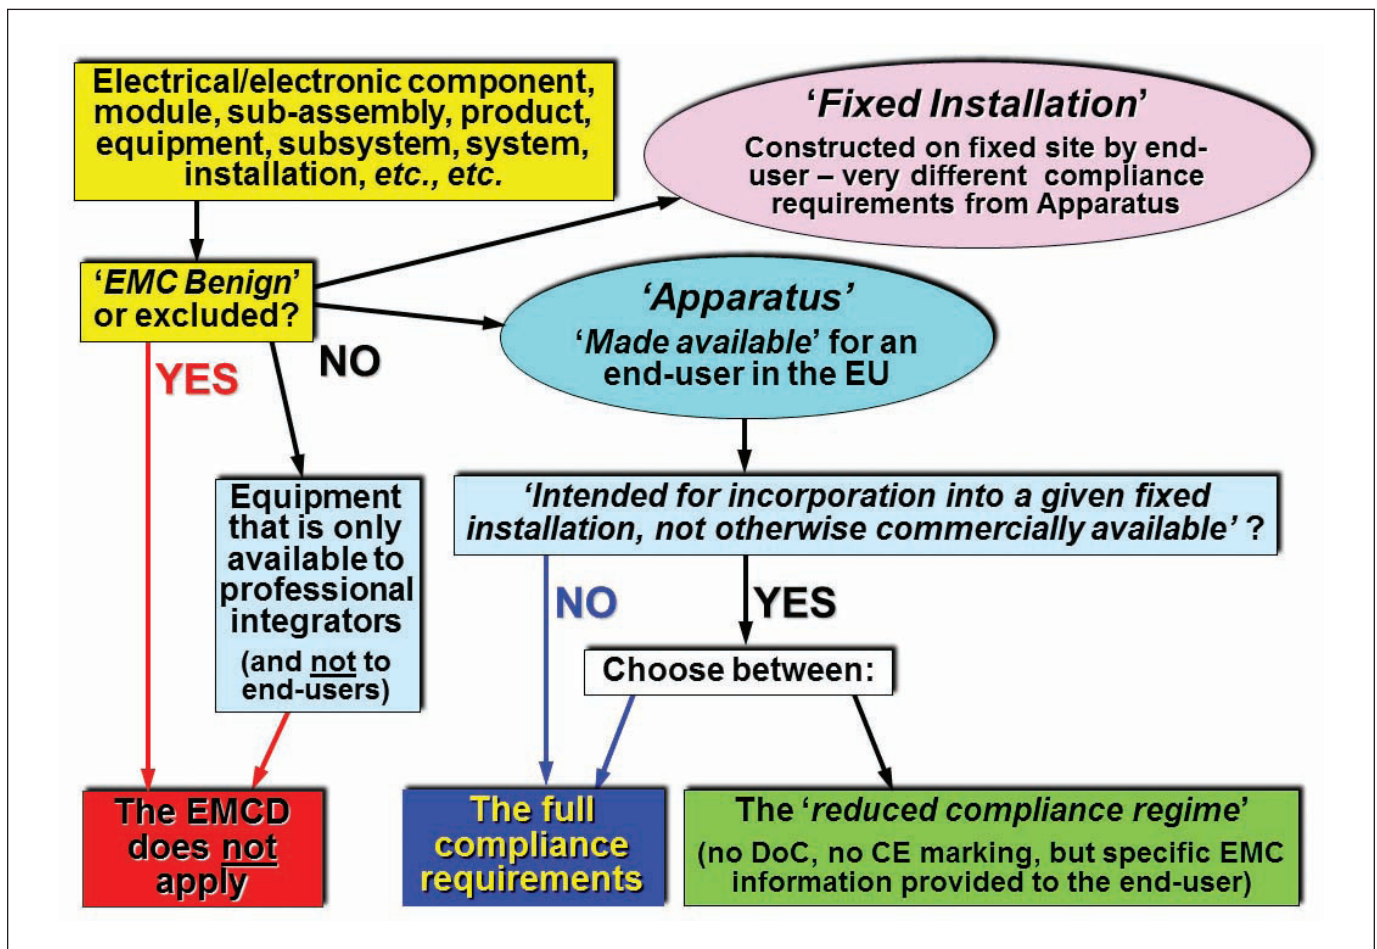 Electrical/electronic component,
module, sub-assembly, product,
equipment, subsystem, system,
installation, etc., etc.
‘Fixed Installation’
Constructed on fixed site by end-
user – very different compliance
requirements from Apparatus
‘EMC Benign’
or excluded?
‘Apparatus’
‘Made available’ for an
end-user in the EU
YES
NO
Equipment
that is only
available to
professional
integrators
(and not to
end-users)
‘Intended for incorporation into a given fixed
installation, not otherwise commercially available’ ?
NO
YES
Choose between:
The EMCD
does not
apply
The full
compliance
requirements
The ‘reduced compliance regime’
(no DoC, no CE marking, but specific EMC
information provided to the end-user)